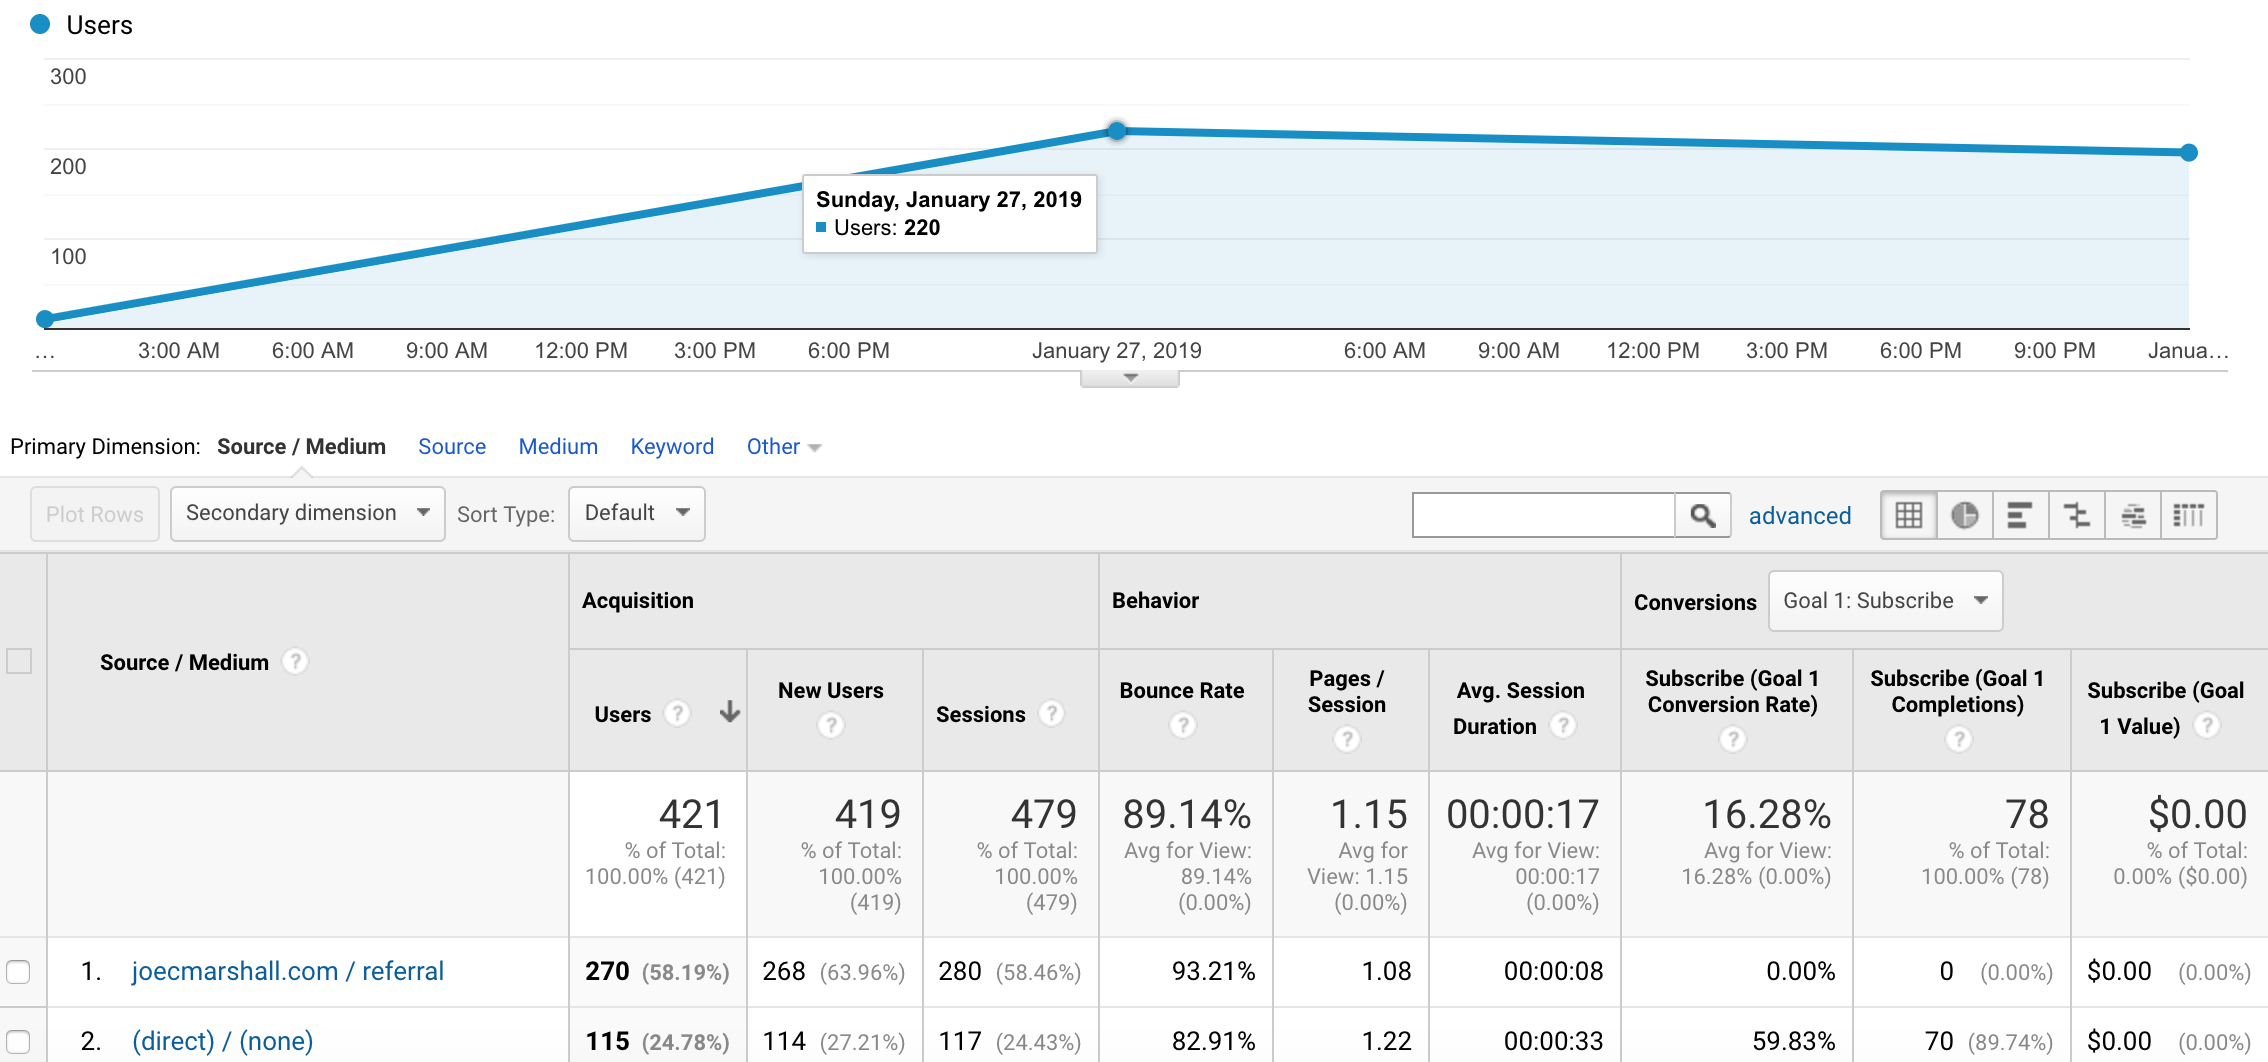 Users
300
200
100
Sunday, January 27, 2019
Users: 220
... 3:00 AM 6:00 AM 9:00 AM 12:00 PM 3:00 PM 6:00 PM January 27, 2019 6:00 AM 9:00 AM 12:00 PM 3:00 PM 6:00 PM 9:00 PM Janua...
Primary Dimension: Source / Medium Source Medium Keyword Other
Plot Rows Secondary dimension Sort Type: Default advanced
Acquisition Behavior Conversions Goal 1: Subscribe
Source / Medium ?
Users ?
New Users
?
Sessions ?
Bounce Rate
?
Pages /
Session
?
Avg. Session
Duration ?
Subscribe (Goal 1
Conversion Rate)
?
Subscribe (Goal 1
Completions)
?
Subscribe (Goal
1 Value) ?
421
% of Total:
100.00% (421)
419
% of Total:
100.00%
(419)
479
% of Total:
100.00%
(479)
89.14%
Avg for View:
89.14%
(0.00%)
1.15
Avg for
View: 1.15
(0.00%)
00:00:17
Avg for View:
00:00:17
(0.00%)
16.28%
Avg for View:
16.28% (0.00%)
78
% of Total:
100.00% (78)
$0.00
% of Total:
0.00% ($0.00)
1. joecmarshall.com / referral 270 (58.19%) 268 (63.96%) 280 (58.46%) 93.21% 1.08 00:00:08 0.00% 0 (0.00%) $0.00 (0.00%)
2. (direct) / (none) 115 (24.78%) 114 (27.21%) 117 (24.43%) 82.91% 1.22 00:00:33 59.83% 70 (89.74%) $0.00 (0.00%)